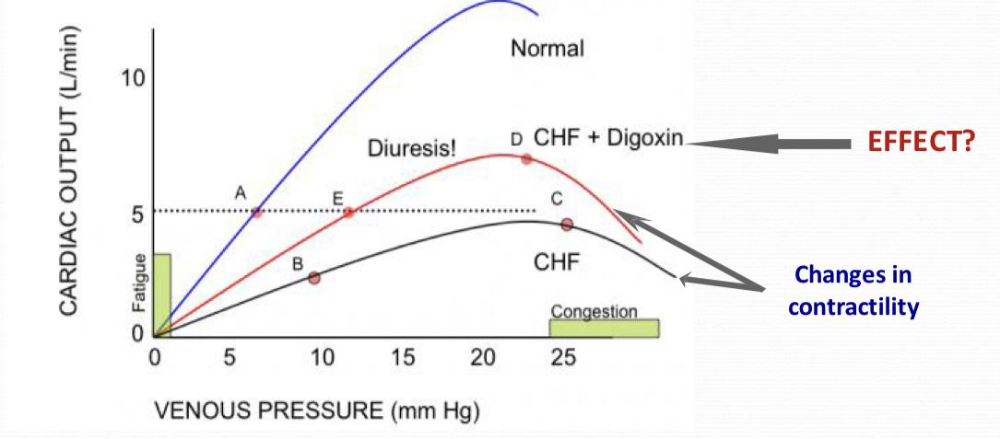 CARDIAC OUTPUT (L/min)
10
5
0
Fatigue
Normal
Diuresis!
D
CHF + Digoxin
EFFECT?
A
E
C
B
CHF
Changes in
contractility
Congestion
0
5
10
15
20
25
VENOUS PRESSURE (mm Hg)